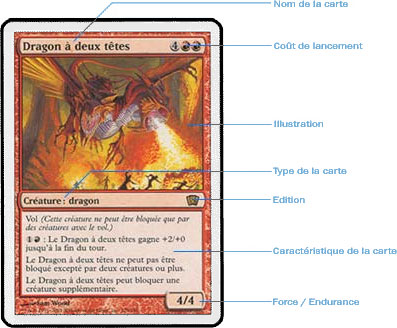 Nom de la carte
Dragon à deux têtes
4
Coût de lancement
Illustration
Type de la carte
Créature : dragon
Edition
Vol (Cette créature ne peut être bloquée que par
des créatures avec le vol.)
: Le Dragon à deux têtes gagne +2/+0
jusqu'à la fin du tour.
Caractéristique de la carte
Le Dragon à deux têtes ne peut pas être
bloqué excepté par deux créatures ou plus.
Le Dragon à deux têtes peut bloquer une
créature supplémentaire.
4/4
Force / Endurance